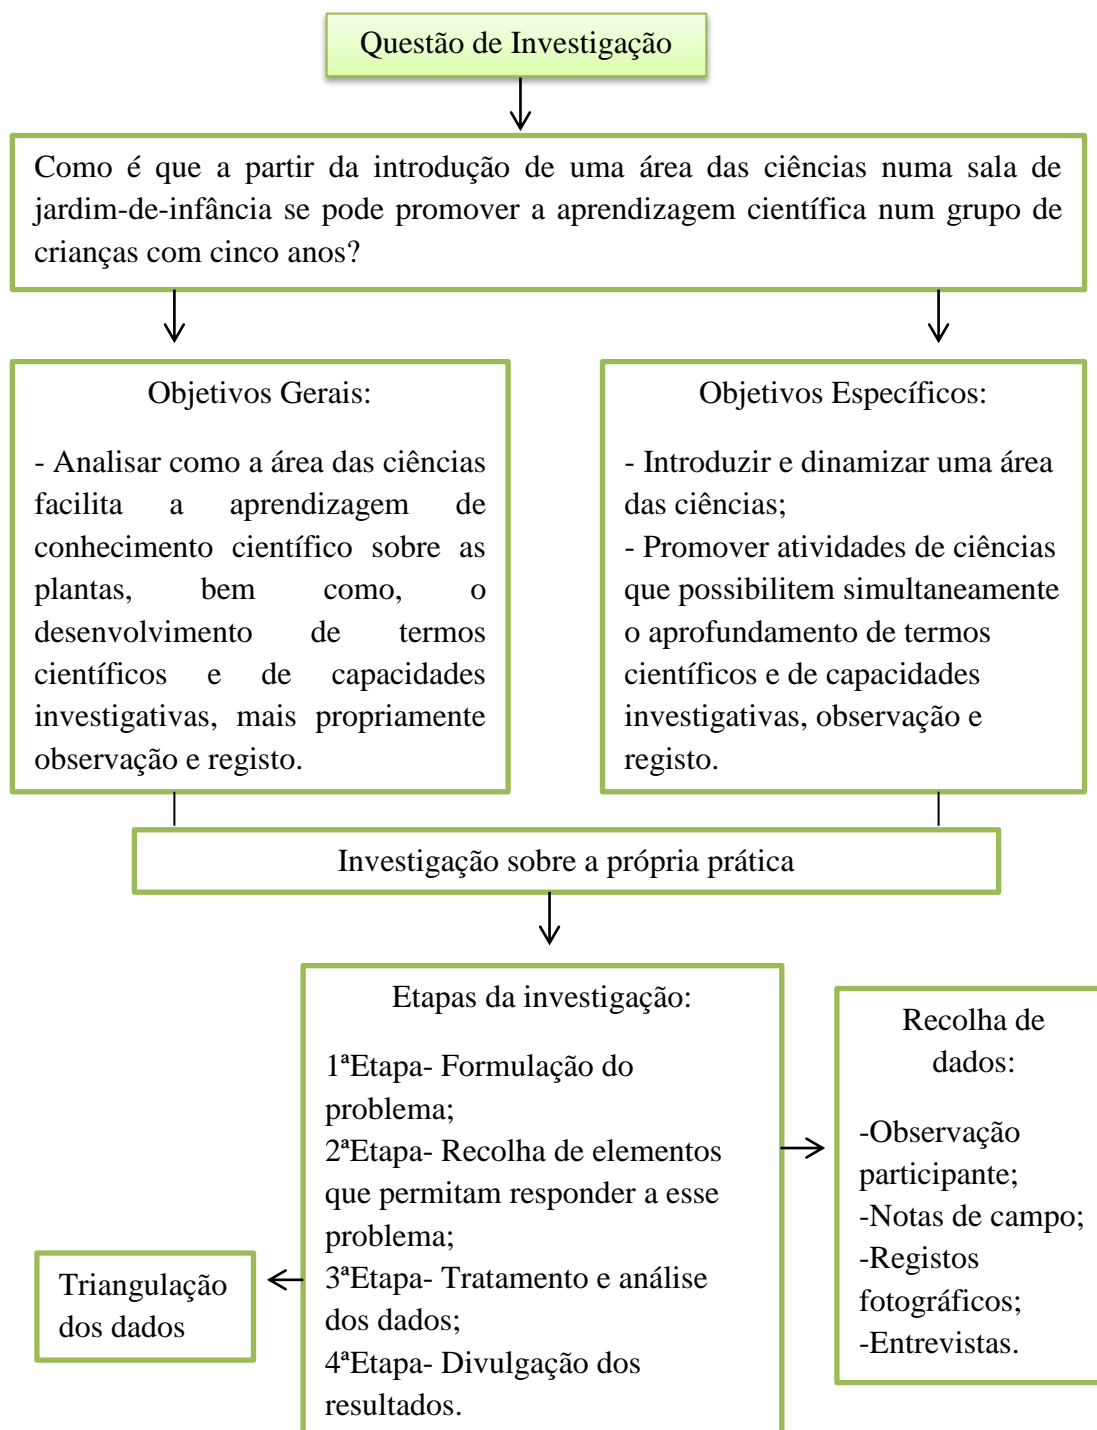 Questão de Investigação
Como é que a partir da introdução de uma área das ciências numa sala de
jardim-de-infância se pode promover a aprendizagem científica num grupo de
crianças com cinco anos?
Objetivos Gerais:
- Analisar como a área das ciências
facilita a aprendizagem de
conhecimento científico sobre as
plantas, bem como, o
desenvolvimento de termos
científicos e de capacidades
investigativas, mais propriamente
observação e registo.
Objetivos Específicos:
- Introduzir e dinamizar uma área
das ciências;
- Promover atividades de ciências
que possibilitem simultaneamente
o aprofundamento de termos
científicos e de capacidades
investigativas, observação e
registo.
Investigação sobre a própria prática
Etapas da investigação:
1ªEtapa- Formulação do
problema;
2ªEtapa- Recolha de elementos
que permitam responder a esse
problema;
3ªEtapa- Tratamento e análise
dos dados;
4ªEtapa- Divulgação dos
resultados.
Recolha de
dados:
-Observação
participante;
-Notas de campo;
-Registos
fotográficos;
-Entrevistas.
Triangulação
dos dados